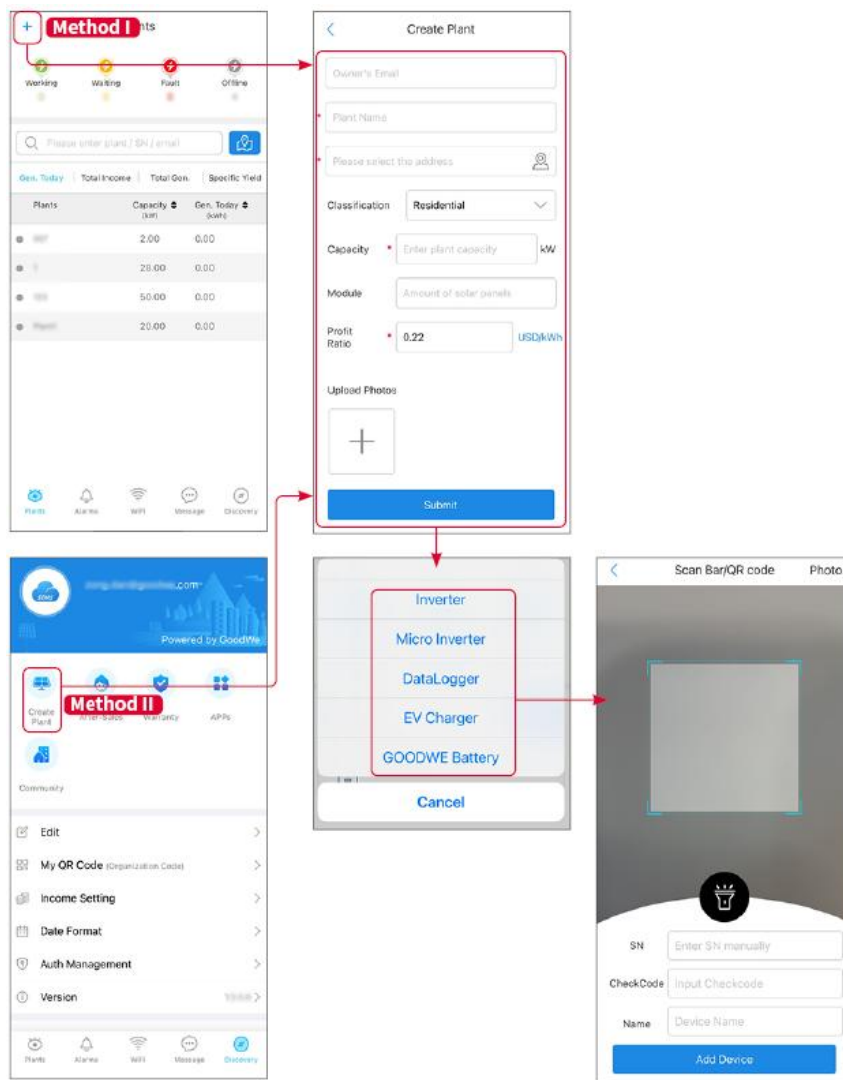 + Method I nts
Working Waiting Fault Offline
Please enter plant / SN / email
Gen. Today Total Income Total Gen. Specific Yield
Plants Capacity (kW) Gen. Today (kWh)
2.00 0.00
1 28.00 0.00
50.00 0.00
20.00 0.00
Plants Alarms WiFi Message Discovery
Create Plant
Owner's Email
* Plant Name
* Please select the address
Classification Residential
Capacity * Enter plant capacity kW
Module Amount of solar panels
Profit Ratio * 0.22 USD/kWh
Upload Photos
Submit
SEMS
.com
Powered by GoodWe
Create Plant Method II After-Sales Warranty APPs
Community
Edit
My QR Code (Organization Code)
Income Setting
Date Format
Auth Management
Version
Plants Alarms WiFi Message Discovery
Inverter
Micro Inverter
DataLogger
EV Charger
GOODWE Battery
Cancel
Scan Bar/QR code Photo
SN Enter SN manually
CheckCode Input Checkcode
Name Device Name
Add Device